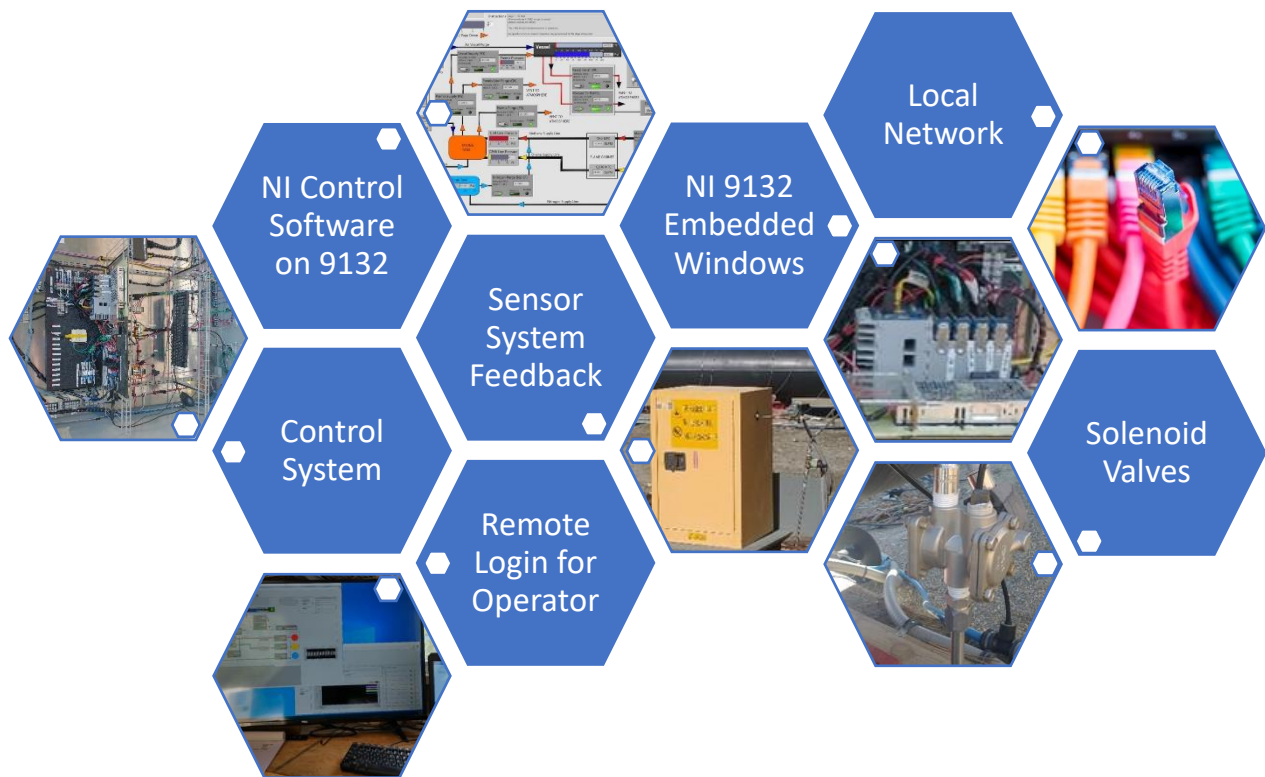 Local
Network
NI Control
Software
on 9132
NI 9132
Embedded
Windows
Sensor
System
Feedback
Control
System
Solenoid
Valves
Remote
Login for
Operator